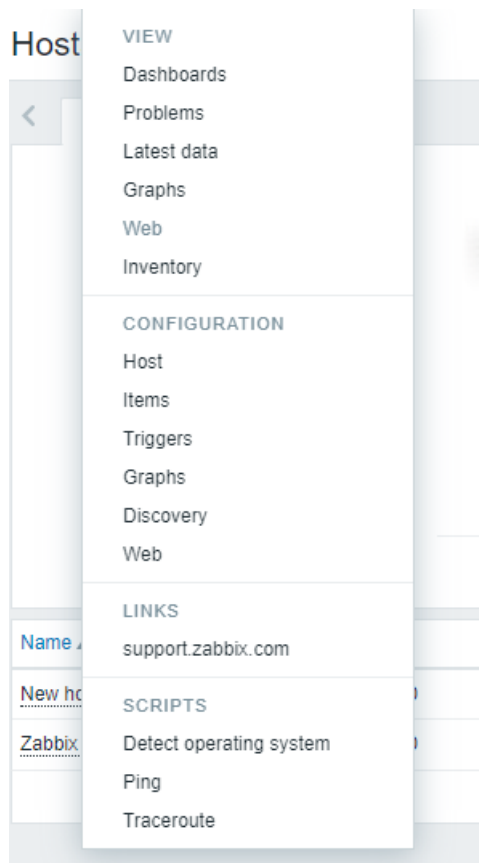 Host
VIEW
Dashboards
Problems
Latest data
Graphs
Web
Inventory
CONFIGURATION
Host
Items
Triggers
Graphs
Discovery
Web
LINKS
support.zabbix.com
SCRIPTS
Detect operating system
Ping
Traceroute
Name
New
Zabbix